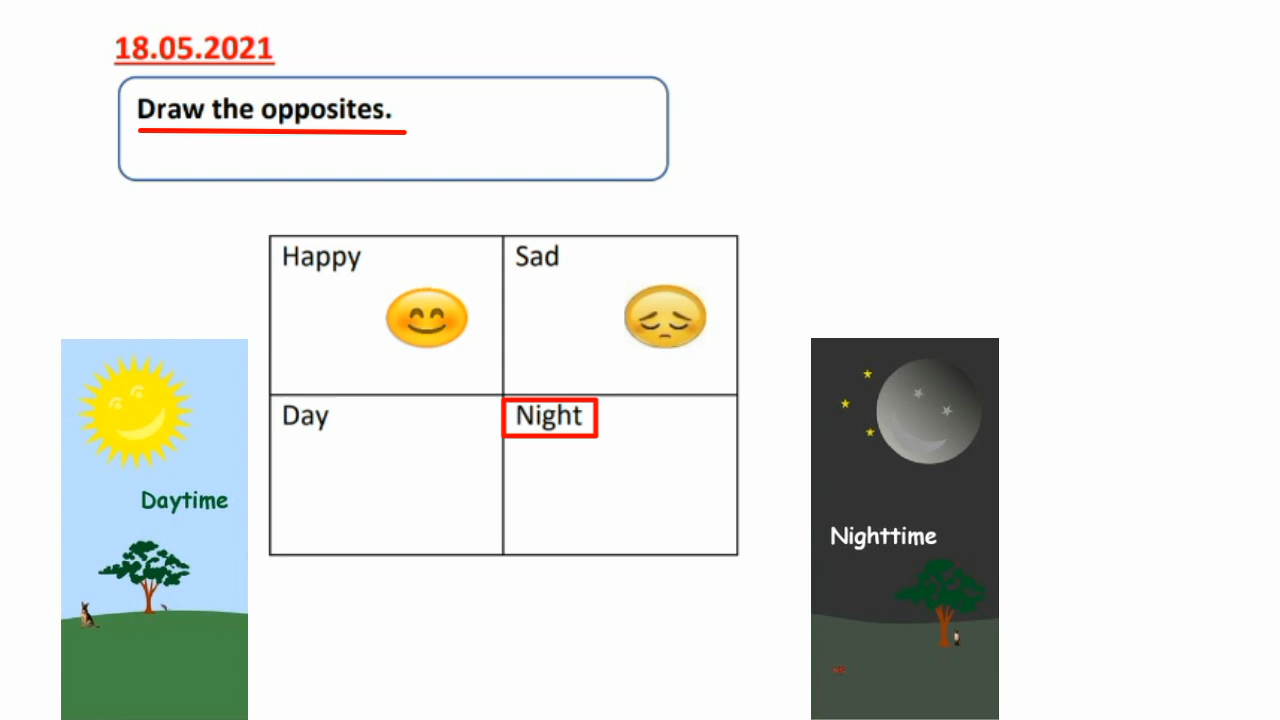 18.05.2021
Draw the opposites.
Happy
Sad
Day
Night
Daytime
Nighttime